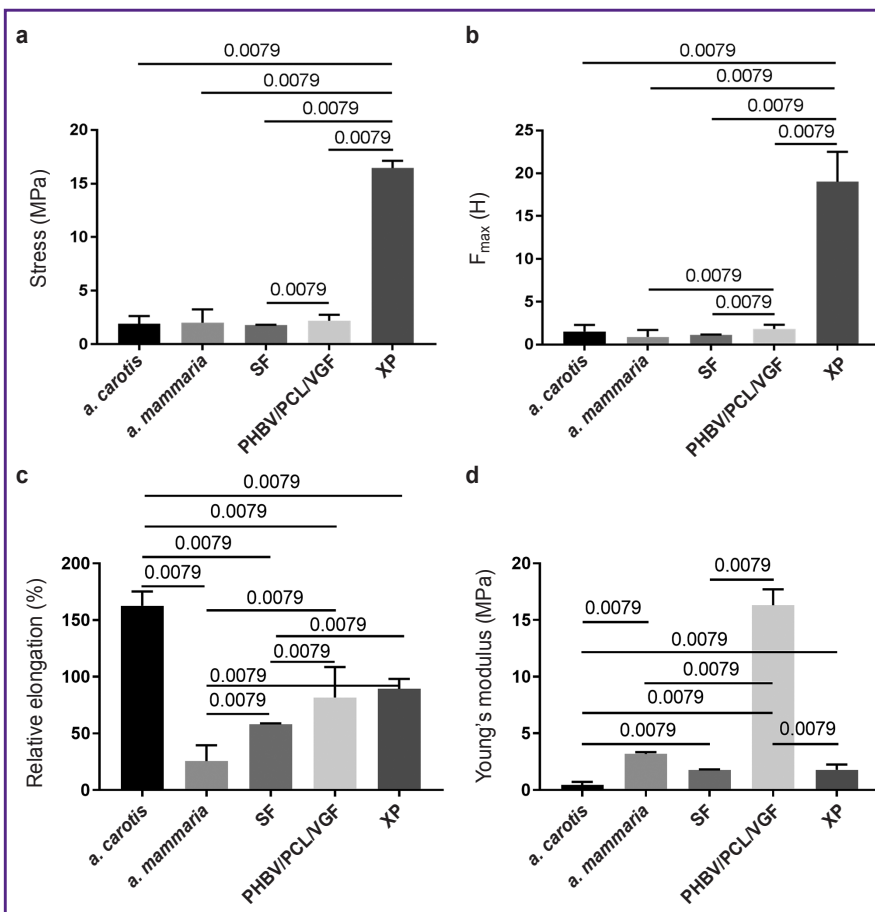 a
0.0079
0.0079
0.0079
0.0079
0.0079
Stress (MPa)
20
15
10
5
0
a. carotis
a. mammaria
SF
PHBV/PCL/VGF
XP
b
0.0079
0.0079
0.0079
0.0079
0.0079
0.0079
Fmax (H)
25
20
15
10
5
0
a. carotis
a. mammaria
SF
PHBV/PCL/VGF
XP
c
0.0079
0.0079
0.0079
0.0079
0.0079
0.0079
0.0079
0.0079
0.0079
Relative elongation (%)
200
150
100
50
0
a. carotis
a. mammaria
SF
PHBV/PCL/VGF
XP
d
0.0079
0.0079
0.0079
0.0079
0.0079
0.0079
0.0079
Young's modulus (MPa)
20
15
10
5
0
a. carotis
a. mammaria
SF
PHBV/PCL/VGF
XP